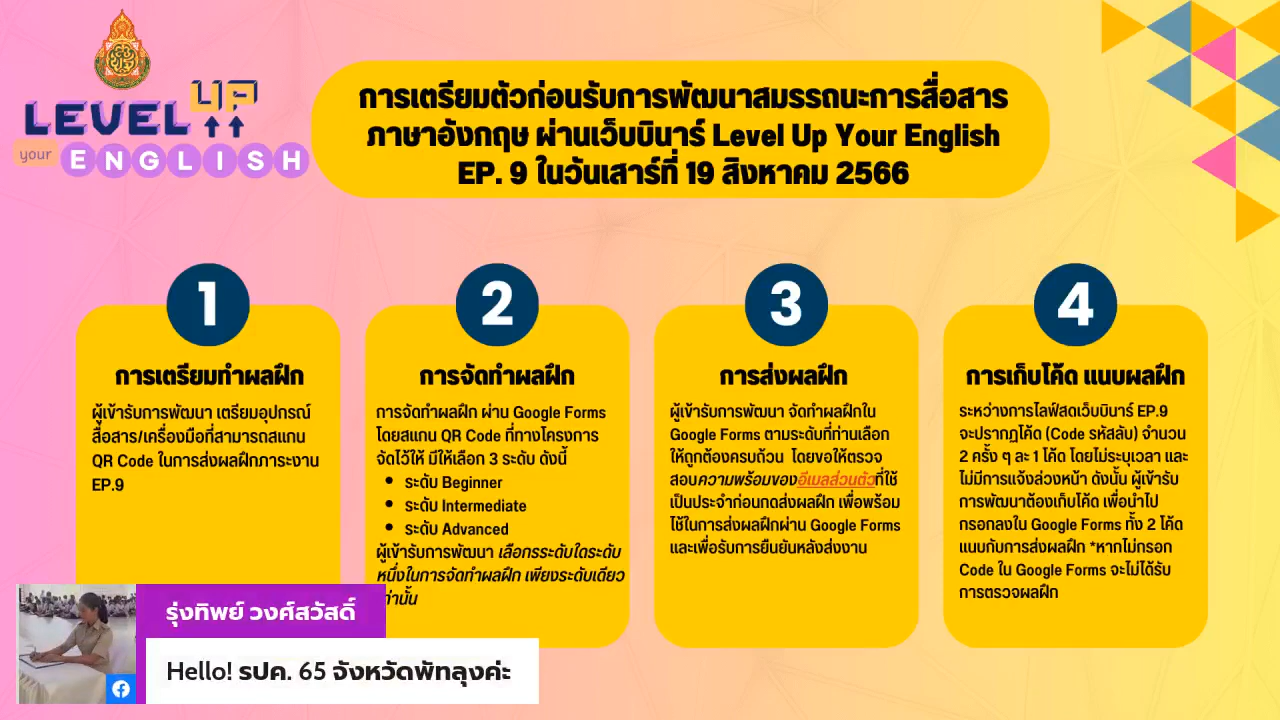 LEVEL UP
your ENGLISH
การเตรียมตัวก่อนรับการพัฒนาสมรรถนะการสื่อสาร
ภาษาอังกฤษ ผ่านเว็บบินาร์ Level Up Your English
EP. 9 ในวันเสาร์ที่ 19 สิงหาคม 2566
1
การเตรียมทำผลฝึก
ผู้เข้ารับการพัฒนา เตรียมอุปกรณ์
สื่อสาร/เครื่องมือที่สามารถสแกน
QR Code ในการส่งผลฝึกภาระงาน
EP.9
2
การจัดทำผลฝึก
การจัดทำผลฝึก ผ่าน Google Forms
โดยสแกน QR Code ที่ทางโครงการ
จัดไว้ให้ มีให้เลือก 3 ระดับ ดังนี้
• ระดับ Beginner
• ระดับ Intermediate
• ระดับ Advanced
ผู้เข้ารับการพัฒนา เลือกรระดับใดระดับ
หนึ่งในการจัดทำผลฝึก เพียงระดับเดียว
เท่านั้น
3
การส่งผลฝึก
ผู้เข้ารับการพัฒนา จัดทำผลฝึกใน
Google Forms ตามระดับที่ท่านเลือก
ให้ถูกต้องครบถ้วน โดยขอให้ตรวจ
สอบความพร้อมของอีเมลส่วนตัวที่ใช้
เป็นประจำก่อนกดส่งผลฝึก เพื่อพร้อม
ใช้ในการส่งผลฝึกผ่าน Google Forms
และเพื่อรับการยืนยันหลังส่งงาน
4
การเก็บโค้ด แนบผลฝึก
ระหว่างการไลฟ์สดเว็บบินาร์ EP.9
จะปรากฏโค้ด (Code รหัสลับ) จำนวน
2 ครั้ง ๆ ละ 1 โค้ด โดยไม่ระบุเวลา และ
ไม่มีการแจ้งล่วงหน้า ดังนั้น ผู้เข้ารับ
การพัฒนาต้องเก็บโค้ด เพื่อนำไป
กรอกลงใน Google Forms ทั้ง 2 โค้ด
แนบกับการส่งผลฝึก *หากไม่กรอก
Code ใน Google Forms จะไม่ได้รับ
การตรวจผลฝึก
รุ่งทิพย์ วงศ์สวัสดิ์
Hello! รปค. 65 จังหวัดพัทลุงค่ะ